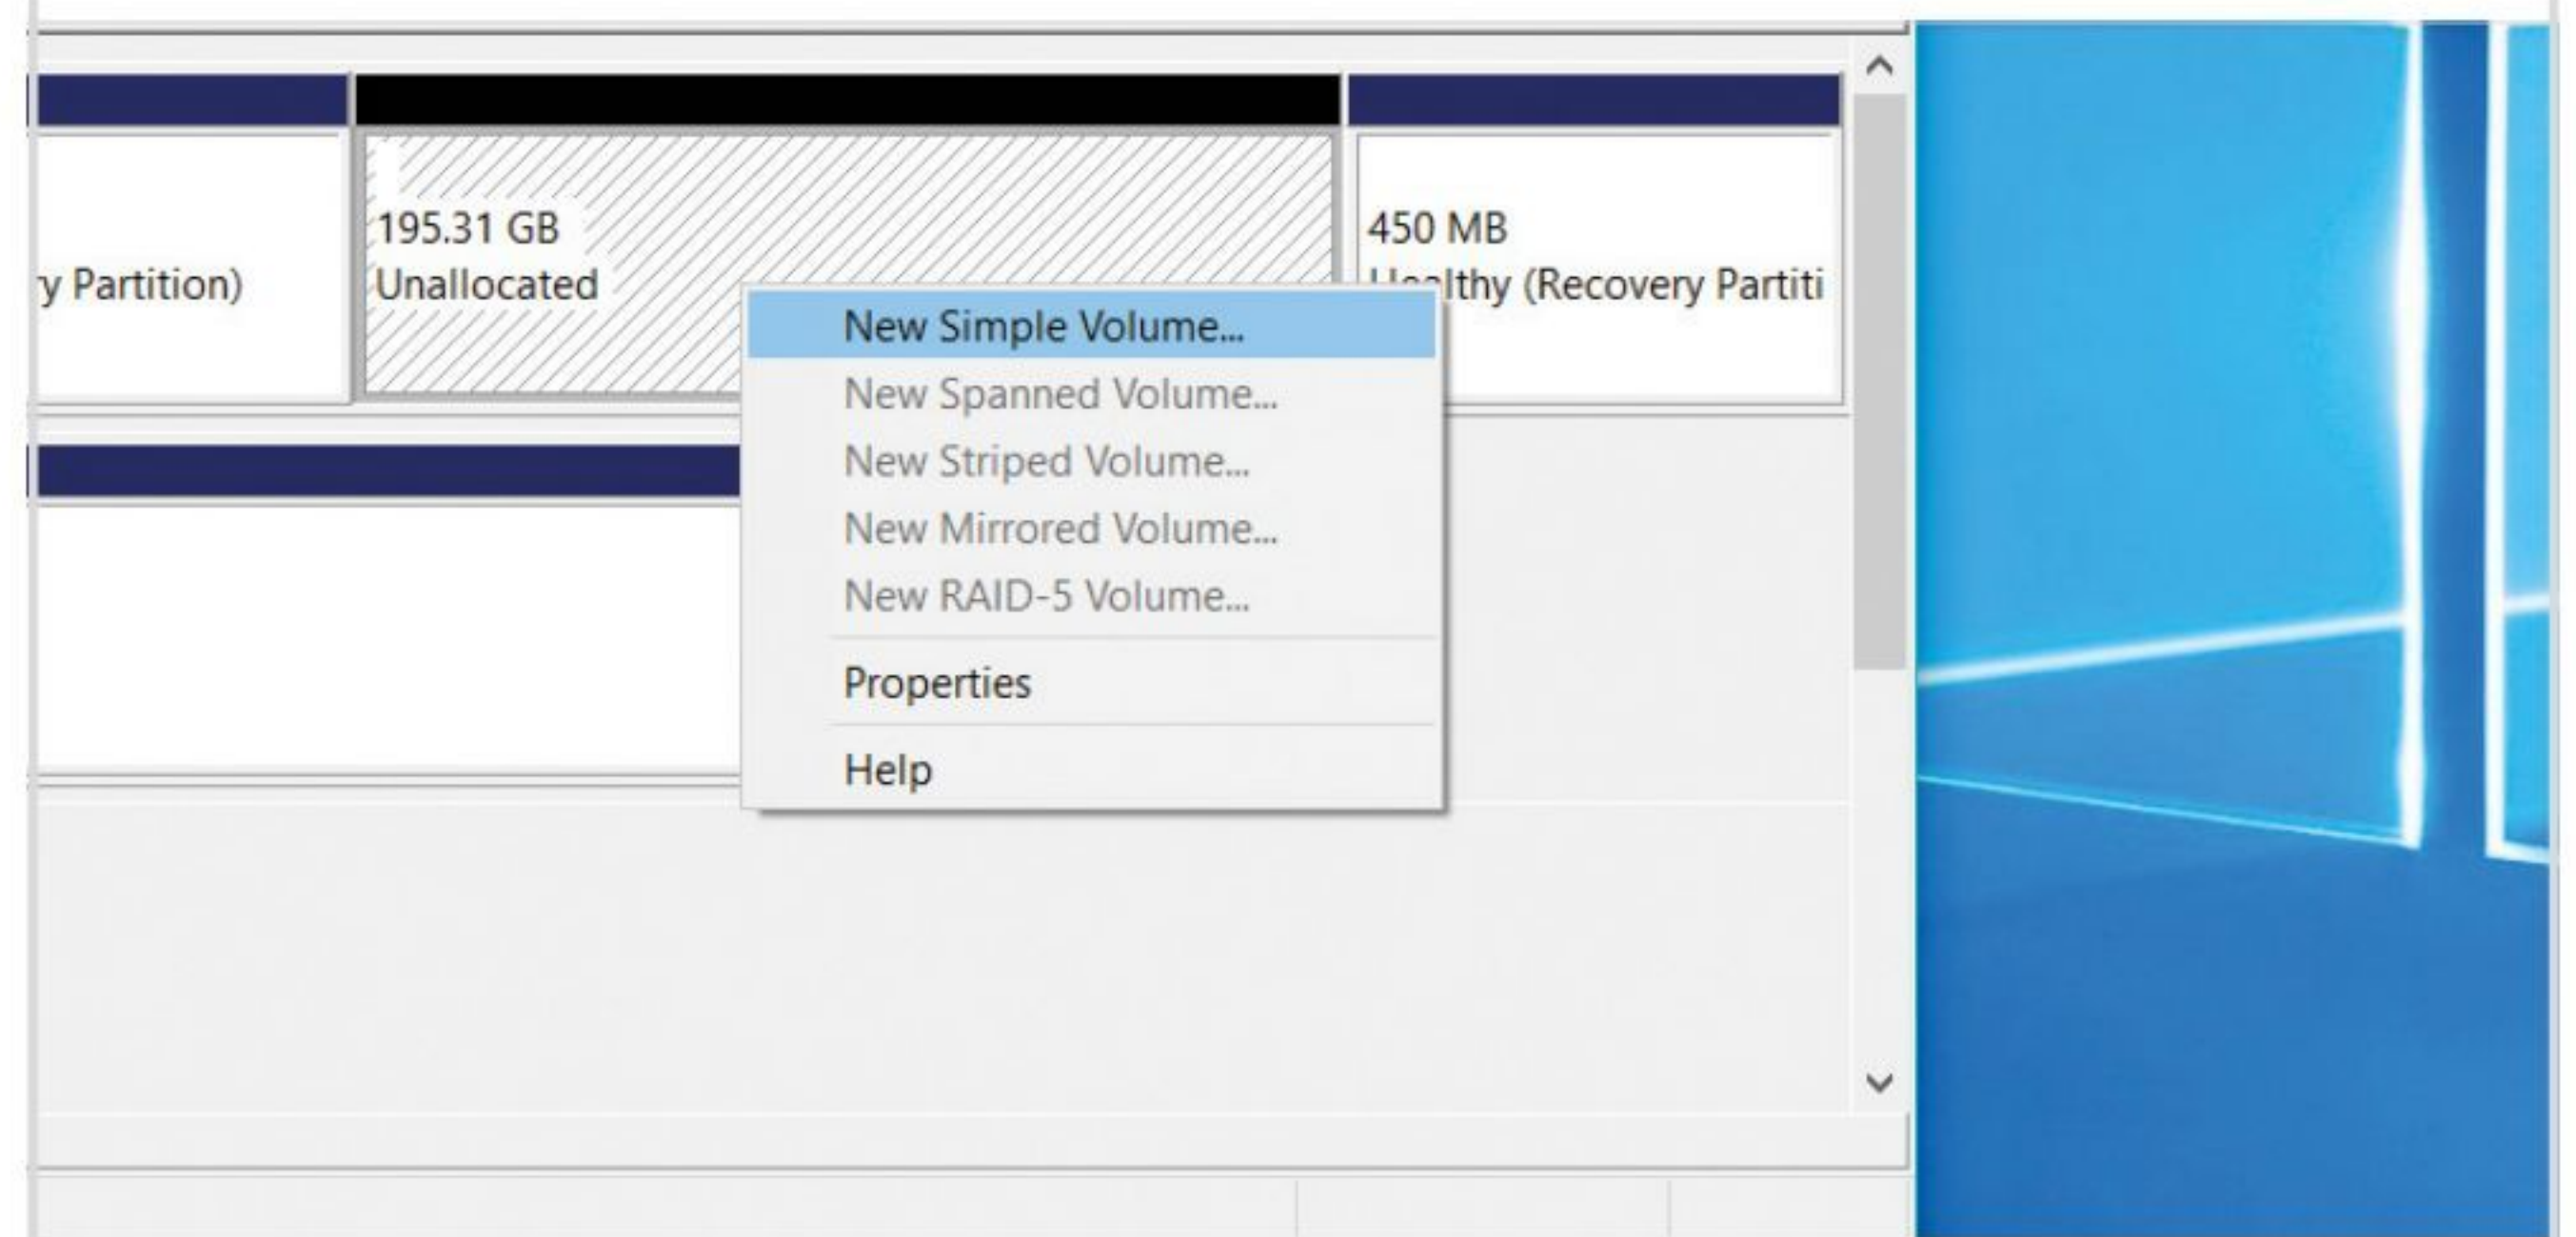 195.31 GB
Unallocated
y Partition)
450 MB
Healthy (Recovery Partiti
New Simple Volume...
New Spanned Volume...
New Striped Volume...
New Mirrored Volume...
New RAID-5 Volume...
Properties
Help